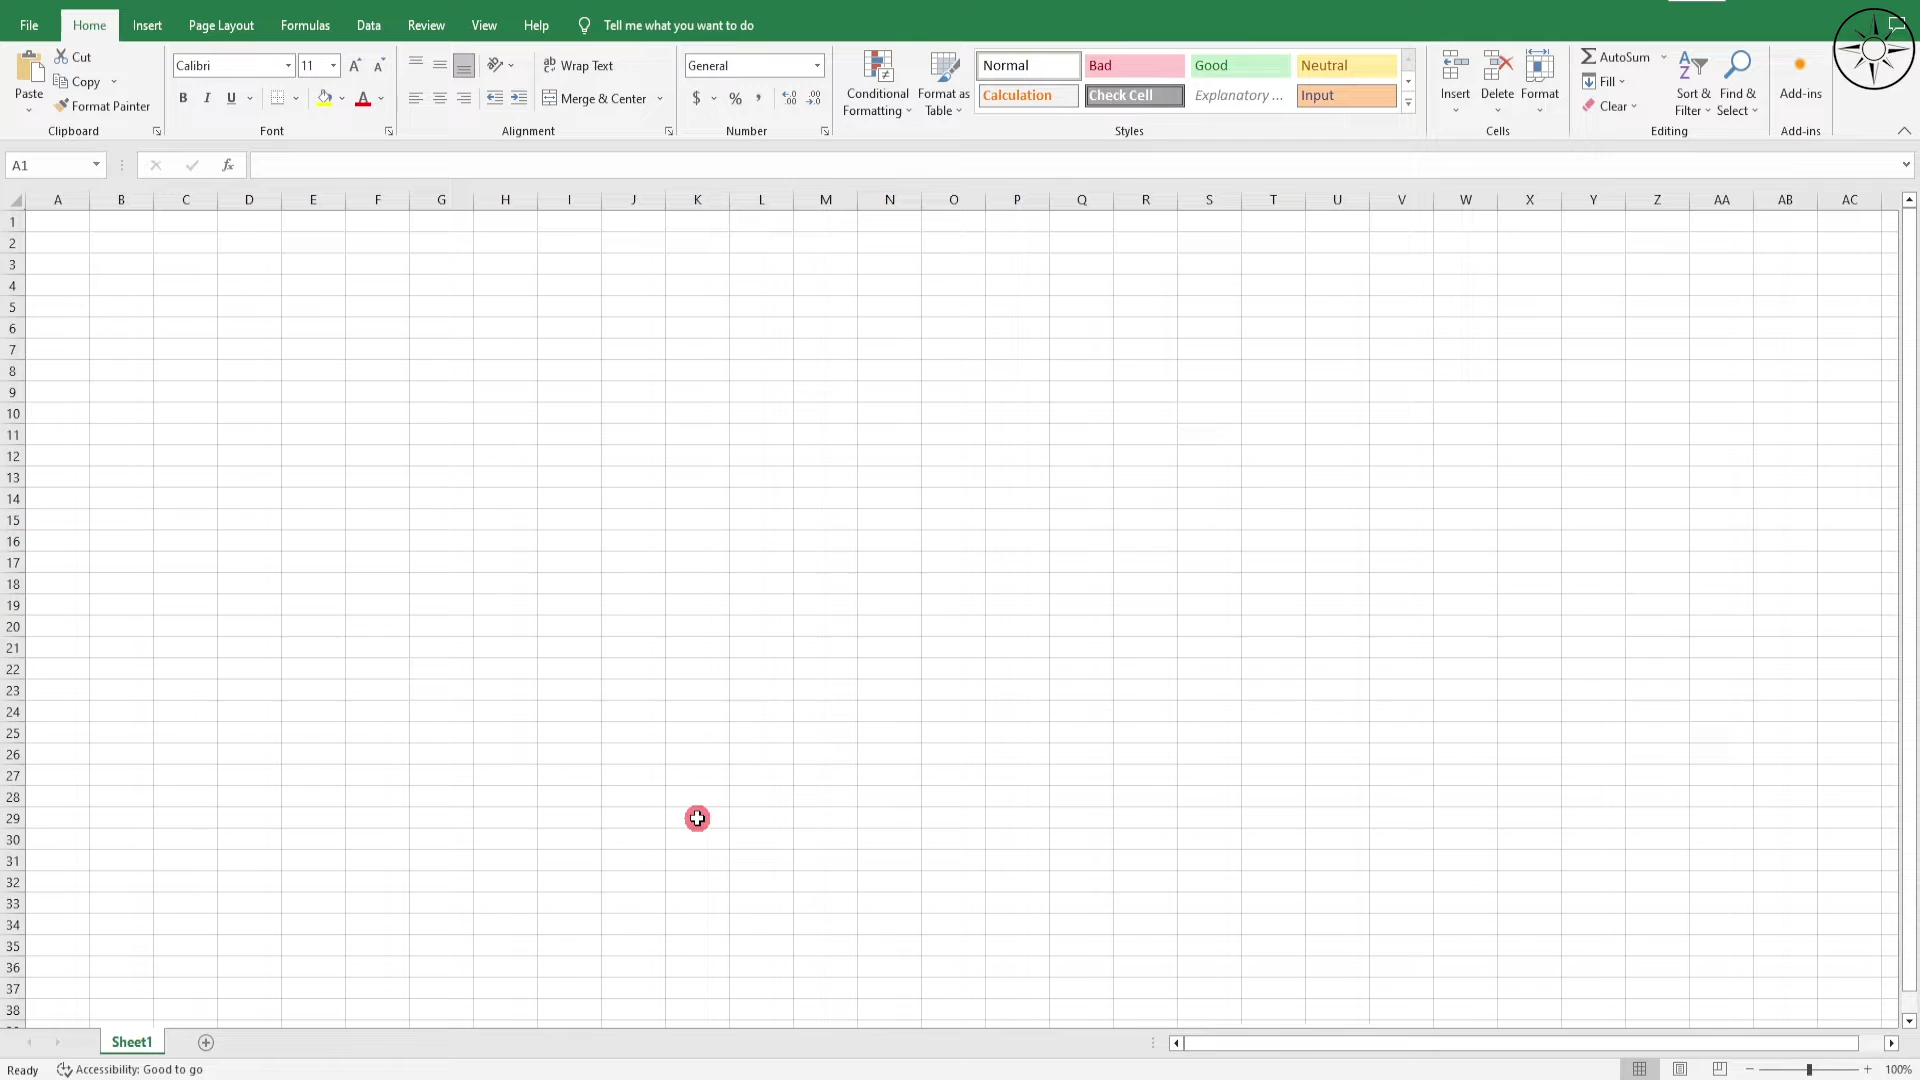 File Home Insert Page Layout Formulas Data Review View Help Tell me what you want to do
Paste
Cut
Copy
Format Painter
Clipboard
Calibri 11
A A
B I U A
Font
ab Wrap Text
Merge & Center
Alignment
General
$ % ,
Number
Conditional
Formatting
Format as
Table
Normal Bad Good Neutral
Calculation Check Cell Explanatory ... Input
Styles
Insert Delete Format
Cells
AutoSum
Fill
Clear
Sort &
Filter
Find &
Select
Editing
Add-ins
Add-ins
A1 fx
A B C D E F G H I J K L M N O P Q R S T U V W X Y Z AA AB AC
1
2
3
4
5
6
7
8
9
10
11
12
13
14
15
16
17
18
19
20
21
22
23
24
25
26
27
28
29
30
31
32
33
34
35
36
37
38
Sheet1
Ready Accessibility: Good to go 100%